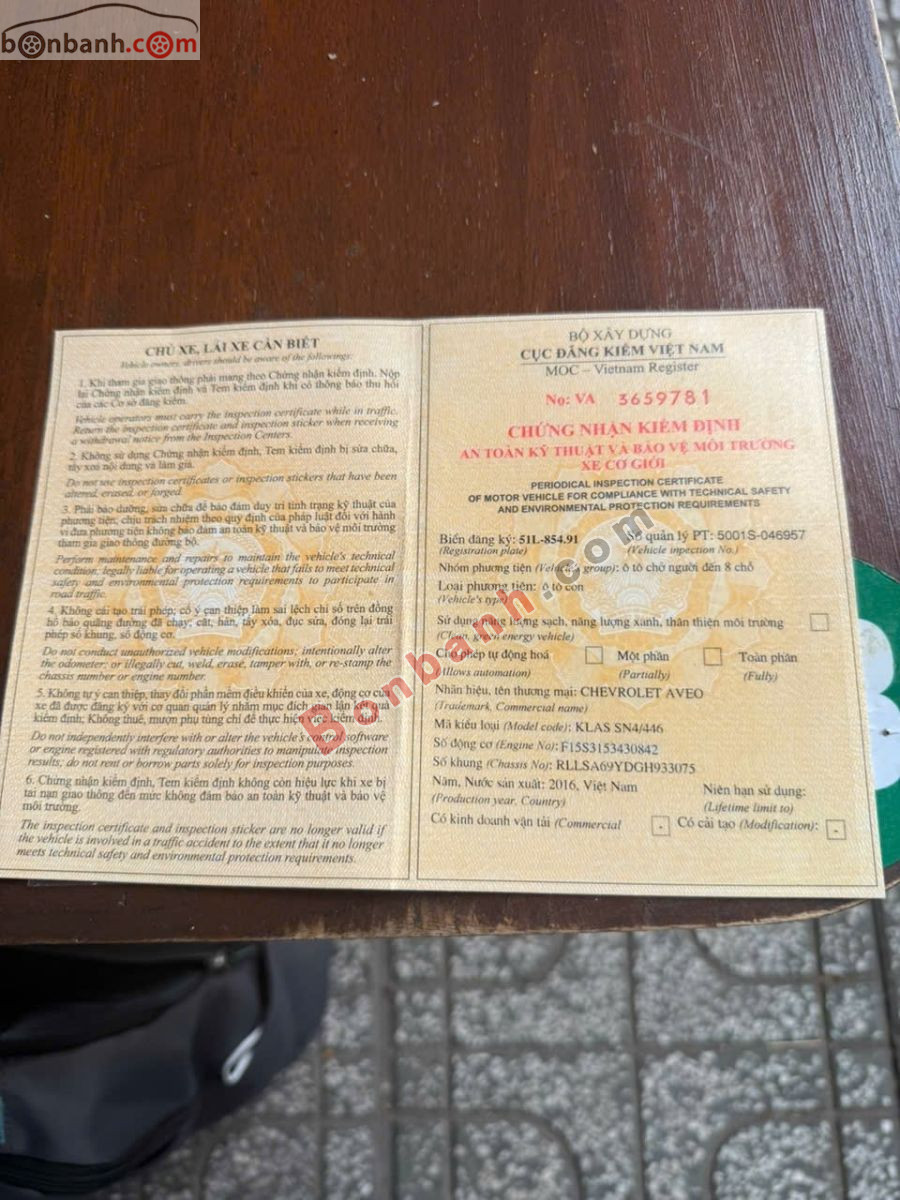 bonbanh.com
CHỦ XE, LÁI XE CẦN BIẾT
Vehicle owners, drivers should be aware of the followings:
1. Khi tham gia giao thông phải mang theo Chứng nhận kiểm định. Nộp
lại Chứng nhận kiểm định và Tem kiểm định khi có thông báo thu hồi
của các Cơ sở đăng kiểm.
Vehicle operators must carry the inspection certificate while in traffic.
Return the inspection certificate and inspection sticker when receiving
a withdrawal notice from the Inspection Centers.
2. Không sử dụng Chứng nhận kiểm định, Tem kiểm định bị sửa chữa,
tẩy xoá nội dung và làm giả.
Do not use inspection certificates or inspection stickers that have been
altered, erased, or forged.
3. Phải bảo dưỡng, sửa chữa để bảo đảm duy trì tình trạng kỹ thuật của
phương tiện; chịu trách nhiệm theo quy định của pháp luật đối với hành
vi đưa phương tiện không bảo đảm an toàn kỹ thuật và bảo vệ môi trường
tham gia giao thông đường bộ.
Perform maintenance and repairs to maintain the vehicle's technical
condition; legally liable for operating a vehicle that fails to meet technical
safety and environmental protection requirements to participate in
road traffic.
4. Không cải tạo trái phép; cố ý can thiệp làm sai lệch chỉ số trên đồng
hồ báo quãng đường đã chạy; cắt, hàn, tẩy xóa, đục sửa, đóng lại trái
phép số khung, số động cơ.
Do not conduct unauthorized vehicle modifications; intentionally alter
the odometer; or illegally cut, weld, erase, tamper with, or re-stamp the
chassis number or engine number.
5. Không tự ý can thiệp, thay đổi phần mềm điều khiển của xe, động cơ của
xe đã được đăng ký với cơ quan quản lý nhằm mục đích gian lận kết quả
kiểm định; Không thuê, mượn phụ tùng chỉ để thực hiện việc kiểm định.
Do not independently interfere with or alter the vehicle's control software
or engine registered with regulatory authorities to manipulate inspection
results; do not rent or borrow parts solely for inspection purposes.
6. Chứng nhận kiểm định, Tem kiểm định không còn hiệu lực khi xe bị
tai nạn giao thông đến mức không đảm bảo an toàn kỹ thuật và bảo vệ
môi trường.
The inspection certificate and inspection sticker are no longer valid if
the vehicle is involved in a traffic accident to the extent that it no longer
meets technical safety and environmental protection requirements.
BỘ XÂY DỰNG
CỤC ĐĂNG KIỂM VIỆT NAM
MOC – Vietnam Register
No: VA 3659781
CHỨNG NHẬN KIỂM ĐỊNH
AN TOÀN KỸ THUẬT VÀ BẢO VỆ MÔI TRƯỜNG
XE CƠ GIỚI
PERIODICAL INSPECTION CERTIFICATE
OF MOTOR VEHICLE FOR COMPLIANCE WITH TECHNICAL SAFETY
AND ENVIRONMENTAL PROTECTION REQUIREMENTS
Biển đăng ký: 51L-854.91 Số quản lý PT: 5001S-046957
(Registration plate) (Vehicle inspection No.)
Nhóm phương tiện (Vehicle's group): ô tô chở người đến 8 chỗ
Loại phương tiện: ô tô con
(Vehicle's type)
Sử dụng năng lượng sạch, năng lượng xanh, thân thiện môi trường
(Clean, green energy vehicle)
Cho phép tự động hoá Một phần Toàn phần
(Allows automation) (Partially) (Fully)
Nhãn hiệu, tên thương mại: CHEVROLET AVEO
(Trademark, Commercial name)
Mã kiểu loại (Model code): KLAS SN4/446
Số động cơ (Engine No): F15S3153430842
Số khung (Chassis No): RLLSA69YDGH933075
Năm, Nước sản xuất: 2016, Việt Nam Niên hạn sử dụng:
(Production year, Country) (Lifetime limit to)
Có kinh doanh vận tải (Commercial - Có cải tạo (Modification): -
Bonbanh.com